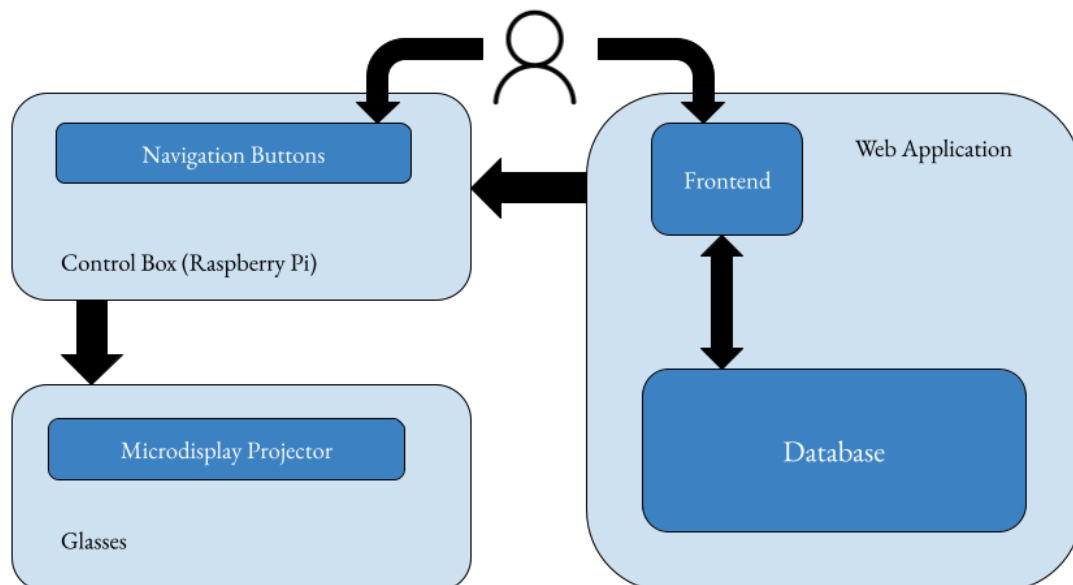 Navigation Buttons
Control Box (Raspberry Pi)
Microdisplay Projector
Glasses
Web Application
Frontend
Database